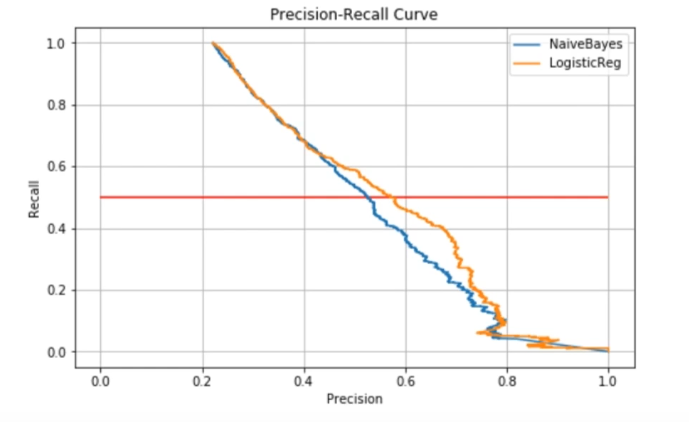 Precision-Recall Curve
NaiveBayes
LogisticReg
1.0
0.8
0.6
0.4
0.2
0.0
Recall
0.0 0.2 0.4 0.6 0.8 1.0
Precision